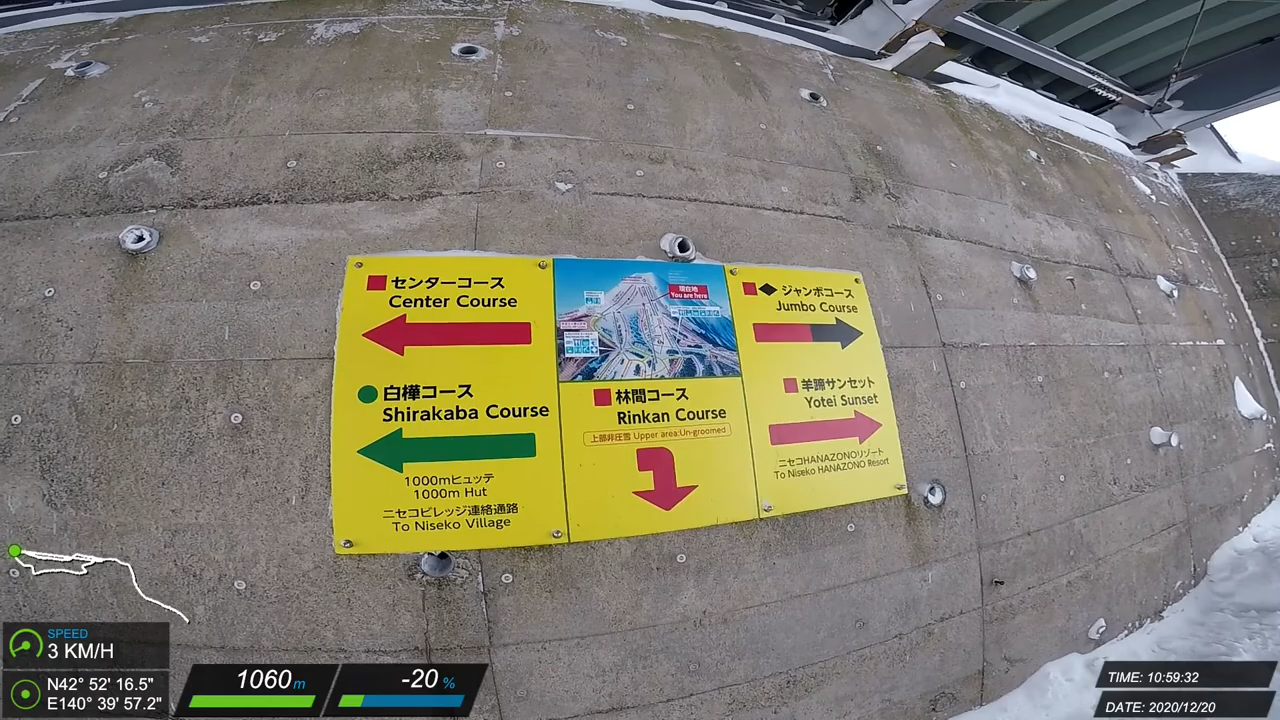 センターコース
Center Course
白樺コース
Shirakaba Course
1000mヒュッテ
1000m Hut
ニセコビレッジ連絡通路
To Niseko Village
現在地
You are here
林間コース
Rinkan Course
上部非圧雪 Upper area:Un-groomed
ジャンボコース
Jumbo Course
羊蹄サンセット
Yotei Sunset
ニセコHANAZONOリゾート
To Niseko HANAZONO Resort
SPEED
3 KM/H
N42° 52' 16.5"
E140° 39' 57.2"
1060 m
-20 %
TIME: 10:59:32
DATE: 2020/12/20